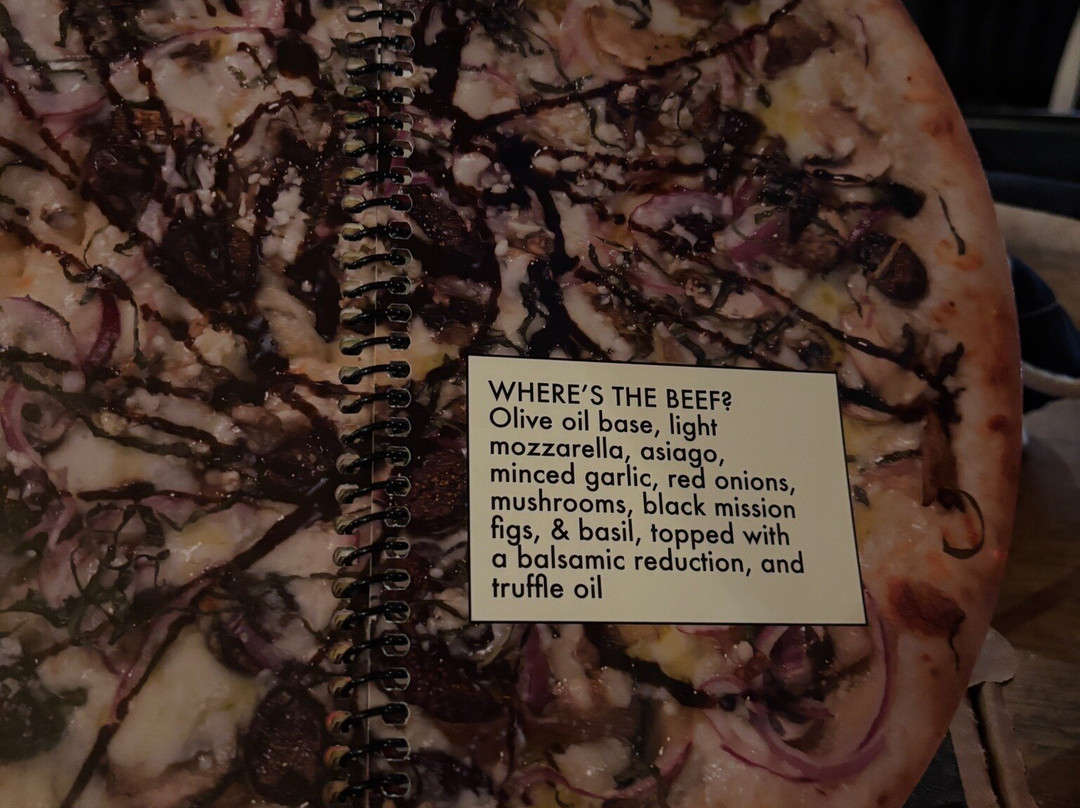 WHERE'S THE BEEF?
Olive oil base, light
mozzarella, asiago,
minced garlic, red onions,
mushrooms, black mission
figs, & basil, topped with
a balsamic reduction, and
truffle oil